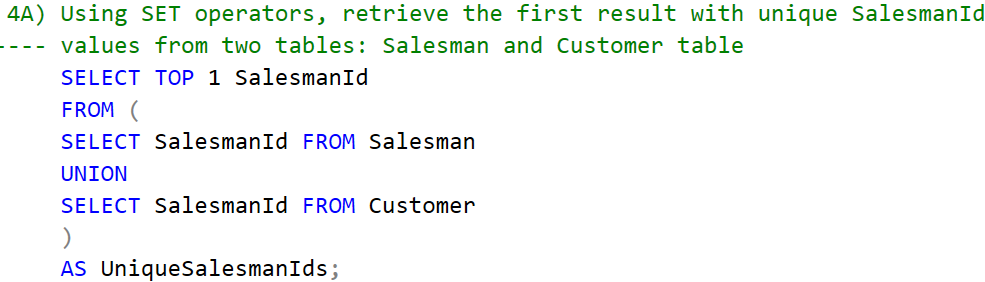 4A) Using SET operators, retrieve the first result with unique SalesmanId
---- values from two tables: Salesman and Customer table
SELECT TOP 1 SalesmanId
FROM (
SELECT SalesmanId FROM Salesman
UNION
SELECT SalesmanId FROM Customer
)
AS UniqueSalesmanIds;